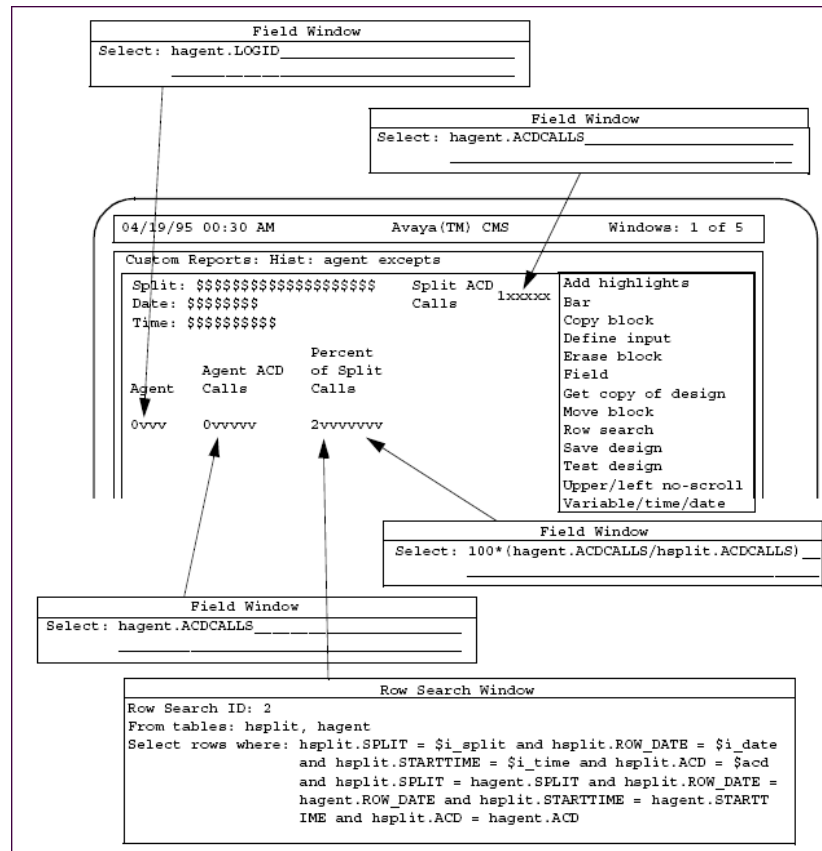 Field Window
Select: hagent.LOGID
Field Window
Select: hagent.ACDCALLS
04/19/95 00:30 AM Avaya(TM) CMS Windows: 1 of 5
Custom Reports: Hist: agent excepts
Split: $$$$$$$$$$$$$$$$$$$$ Split ACD
Calls
1xxxxx
Date: $$$$$$$$
Time: $$$$$$$$$$
Add highlights
Bar
Copy block
Define input
Erase block
Field
Get copy of design
Move block
Row search
Save design
Test design
Upper/left no-scroll
Variable/time/date
Agent
Agent ACD
Calls
Percent
of Split
Calls
0vvv 0vvvvv 2vvvvvvv
Field Window
Select: 100*(hagent.ACDCALLS/hsplit.ACDCALLS)
Field Window
Select: hagent.ACDCALLS
Row Search Window
Row Search ID: 2
From tables: hsplit, hagent
Select rows where: hsplit.SPLIT = $i_split and hsplit.ROW_DATE = $i_date
and hsplit.STARTTIME = $i_time and hsplit.ACD = $acd
and hsplit.SPLIT = hagent.SPLIT and hsplit.ROW_DATE =
hagent.ROW_DATE and hsplit.STARTTIME = hagent.STARTT
IME and hsplit.ACD = hagent.ACD